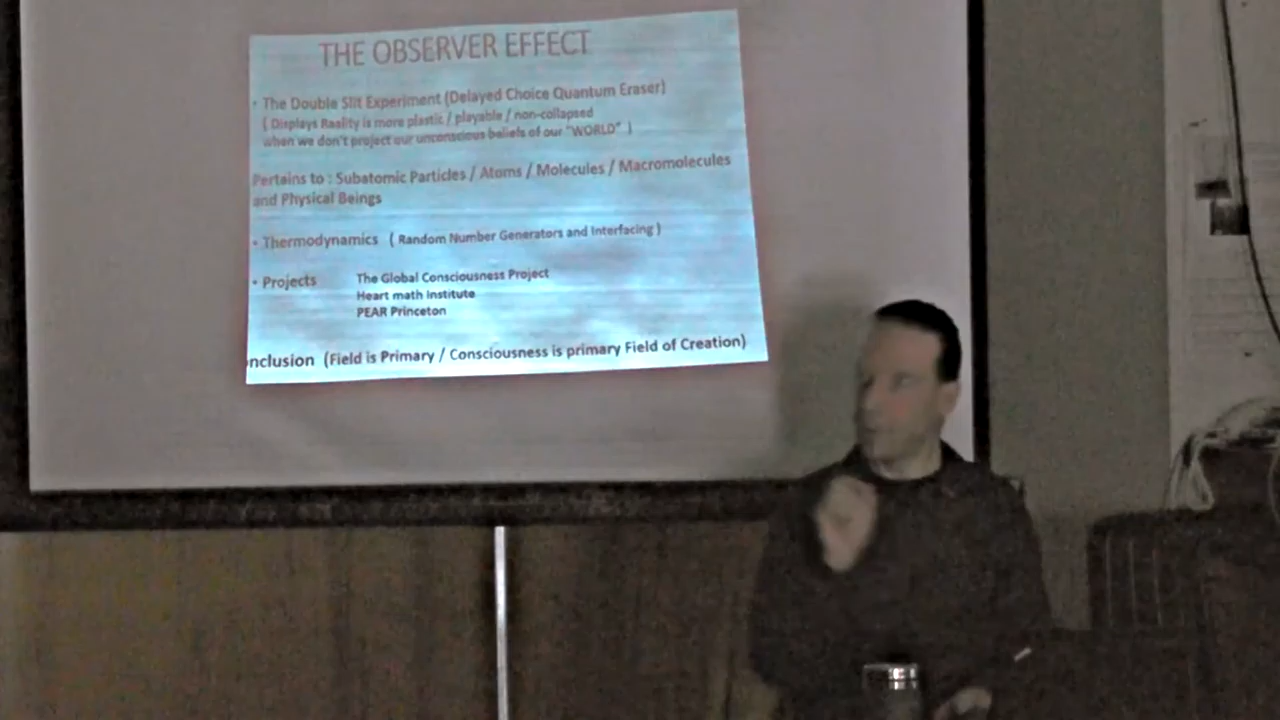 THE OBSERVER EFFECT
• The Double Slit Experiment (Delayed Choice Quantum Eraser)
( Displays Reality is more plastic / playable / non-collapsed
when we don't project our unconscious beliefs of our "WORLD" )
Pertains to : Subatomic Particles / Atoms / Molecules / Macromolecules
and Physical Beings
• Thermodynamics ( Random Number Generators and Interfacing )
• Projects The Global Consciousness Project
Heart math Institute
PEAR Princeton
nclusion (Field is Primary / Consciousness is primary Field of Creation)